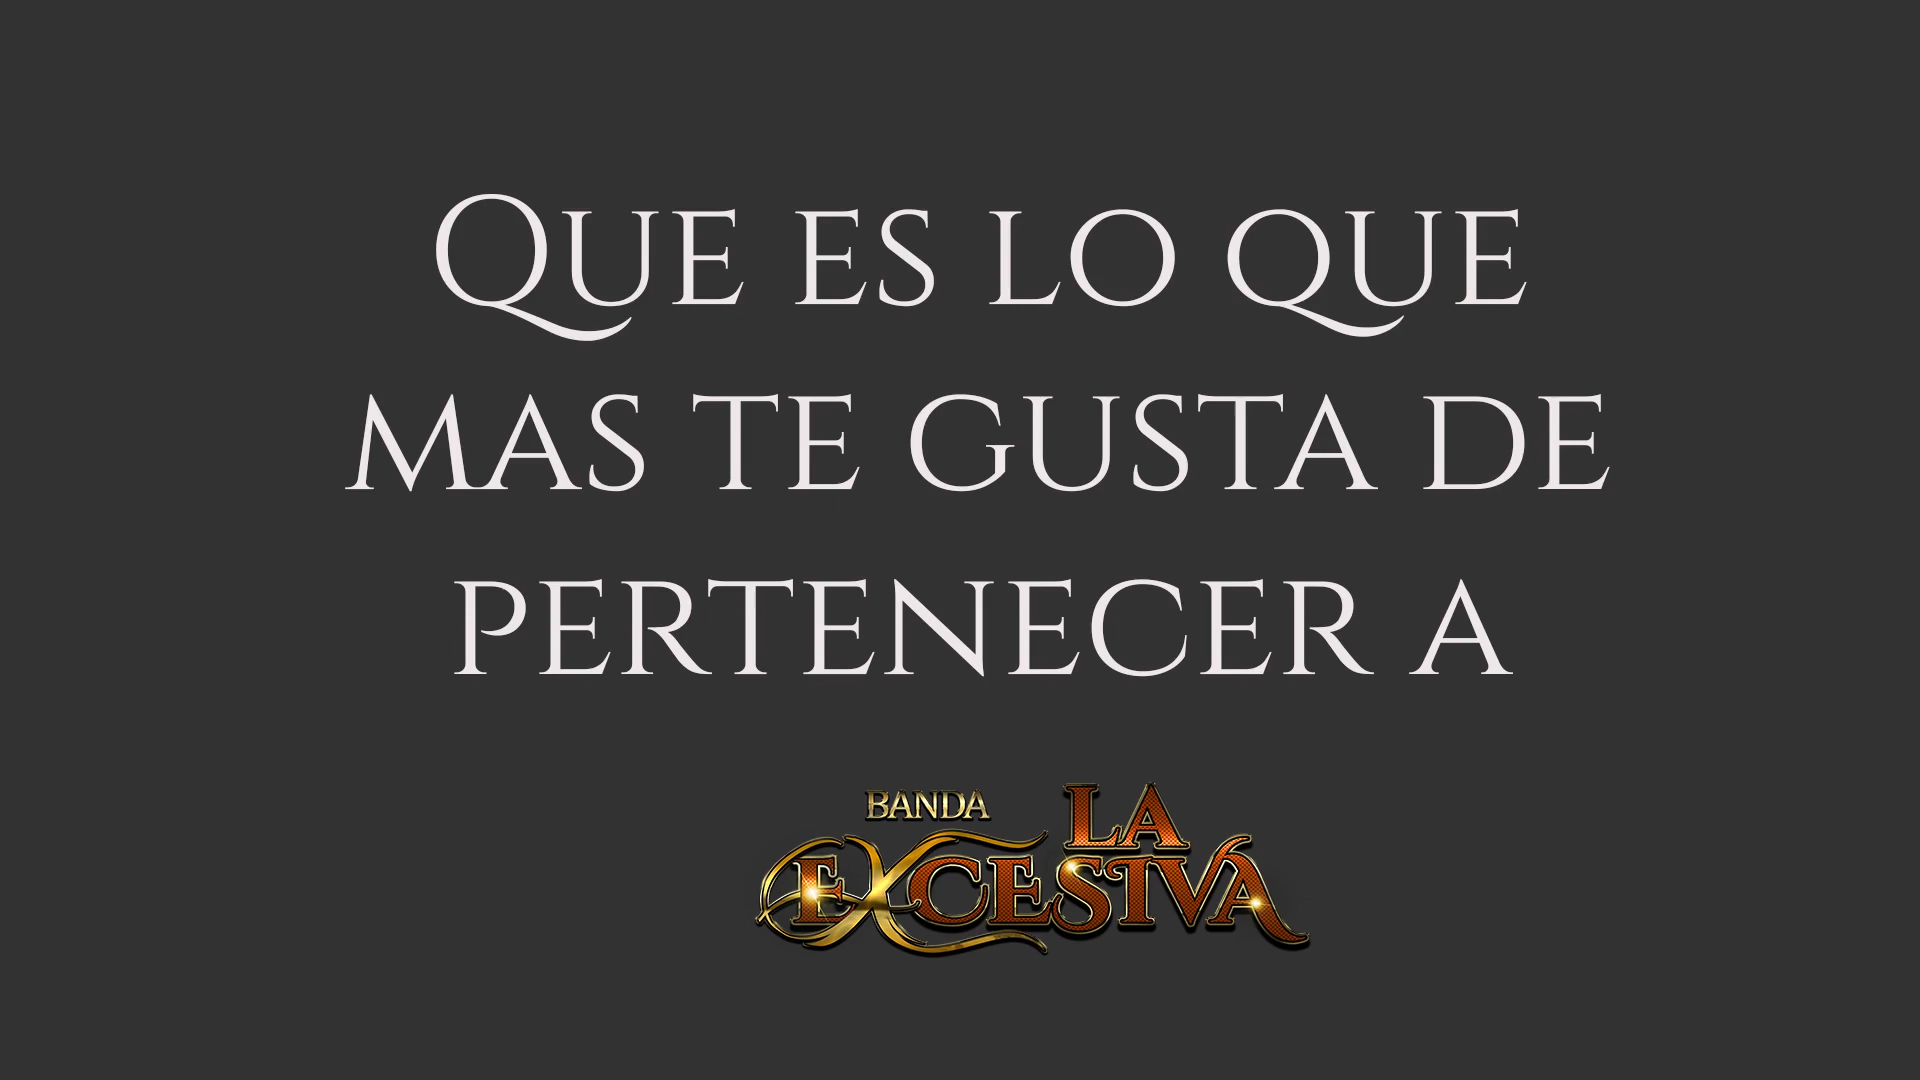 Que es lo que
mas te gusta de
pertenecer a
BANDA LA
EXCESIVA